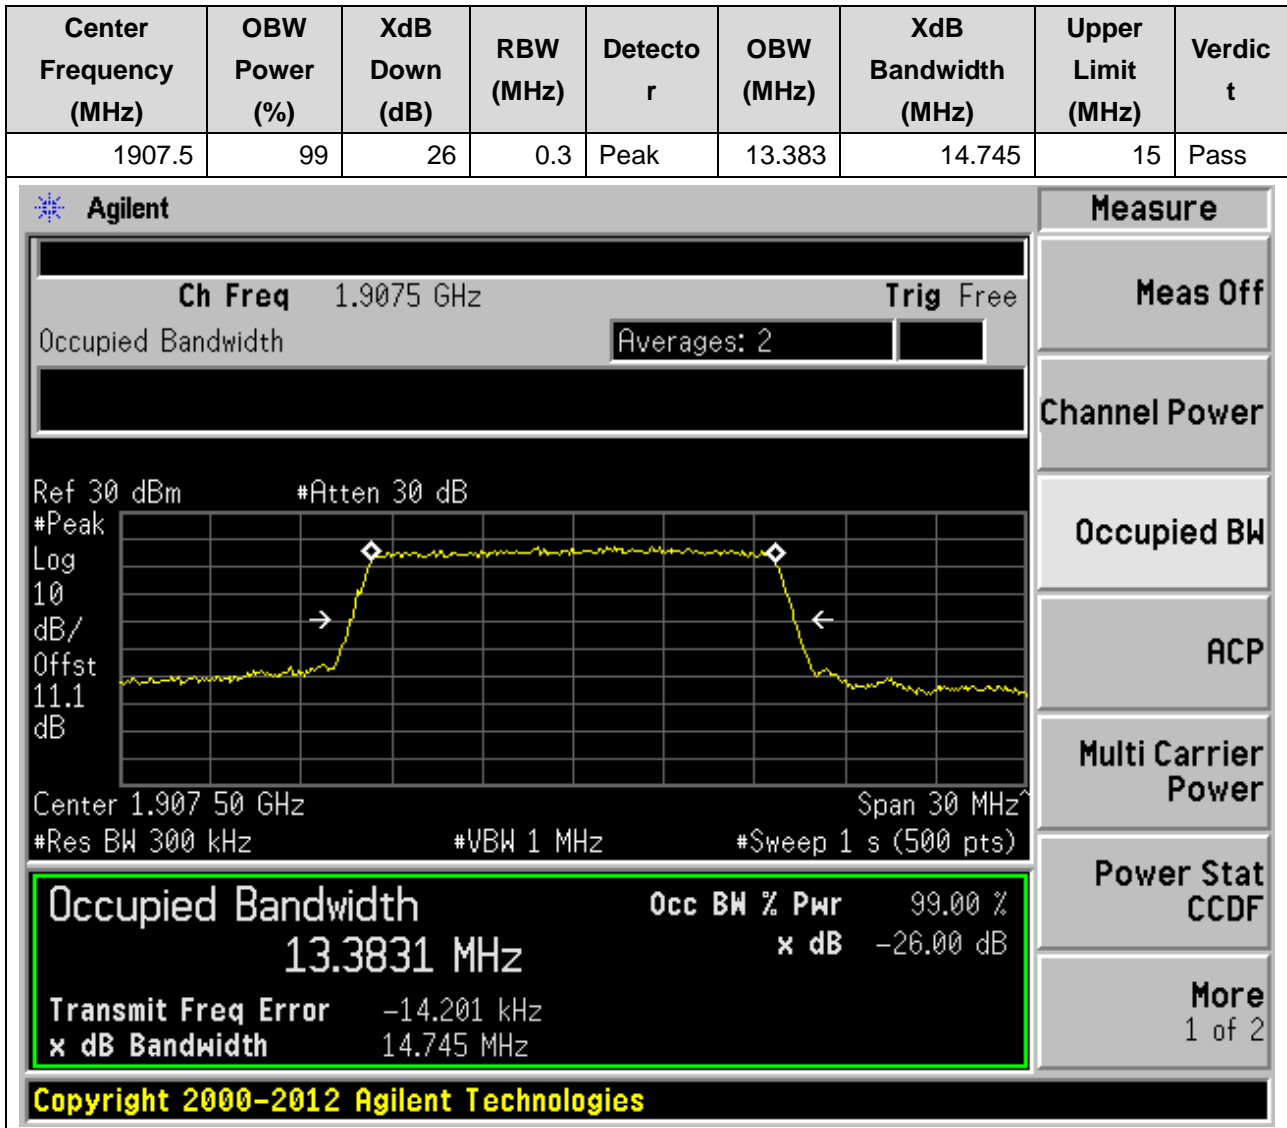 Center Frequency (MHz) OBW Power (%) XdB Down (dB) RBW (MHz) Detecto r OBW (MHz) XdB Bandwidth (MHz) Upper Limit (MHz) Verdic t
1907.5 99 26 0.3 Peak 13.383 14.745 15 Pass
Agilent
Measure
Ch Freq 1.9075 GHz Trig Free
Occupied Bandwidth Averages: 2
Meas Off
Channel Power
Occupied BW
ACP
Multi Carrier
Power
Power Stat
CCDF
More
1 of 2
Ref 30 dBm #Atten 30 dB
#Peak
Log
10
dB/
Offst
11.1
dB
Center 1.907 50 GHz Span 30 MHz^
#Res BW 300 kHz #VBW 1 MHz #Sweep 1 s (500 pts)
Occupied Bandwidth Occ BW % Pwr 99.00 %
13.3831 MHz x dB -26.00 dB
Transmit Freq Error -14.201 kHz
x dB Bandwidth 14.745 MHz
Copyright 2000-2012 Agilent Technologies